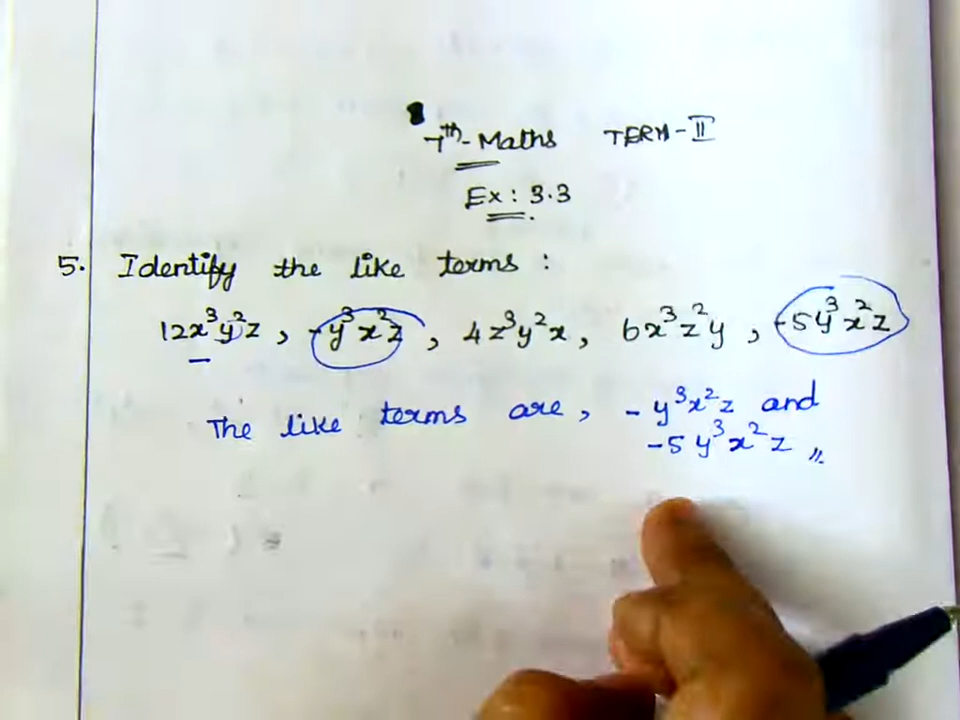 7th-Maths TERM-II
Ex: 3.3
5. Identify the like terms :
12x³y²z, -y³x²z, 4z³y²x, 6x³z²y, -5y³x²z
The like terms are, -y³x²z and
-5y³x²z //